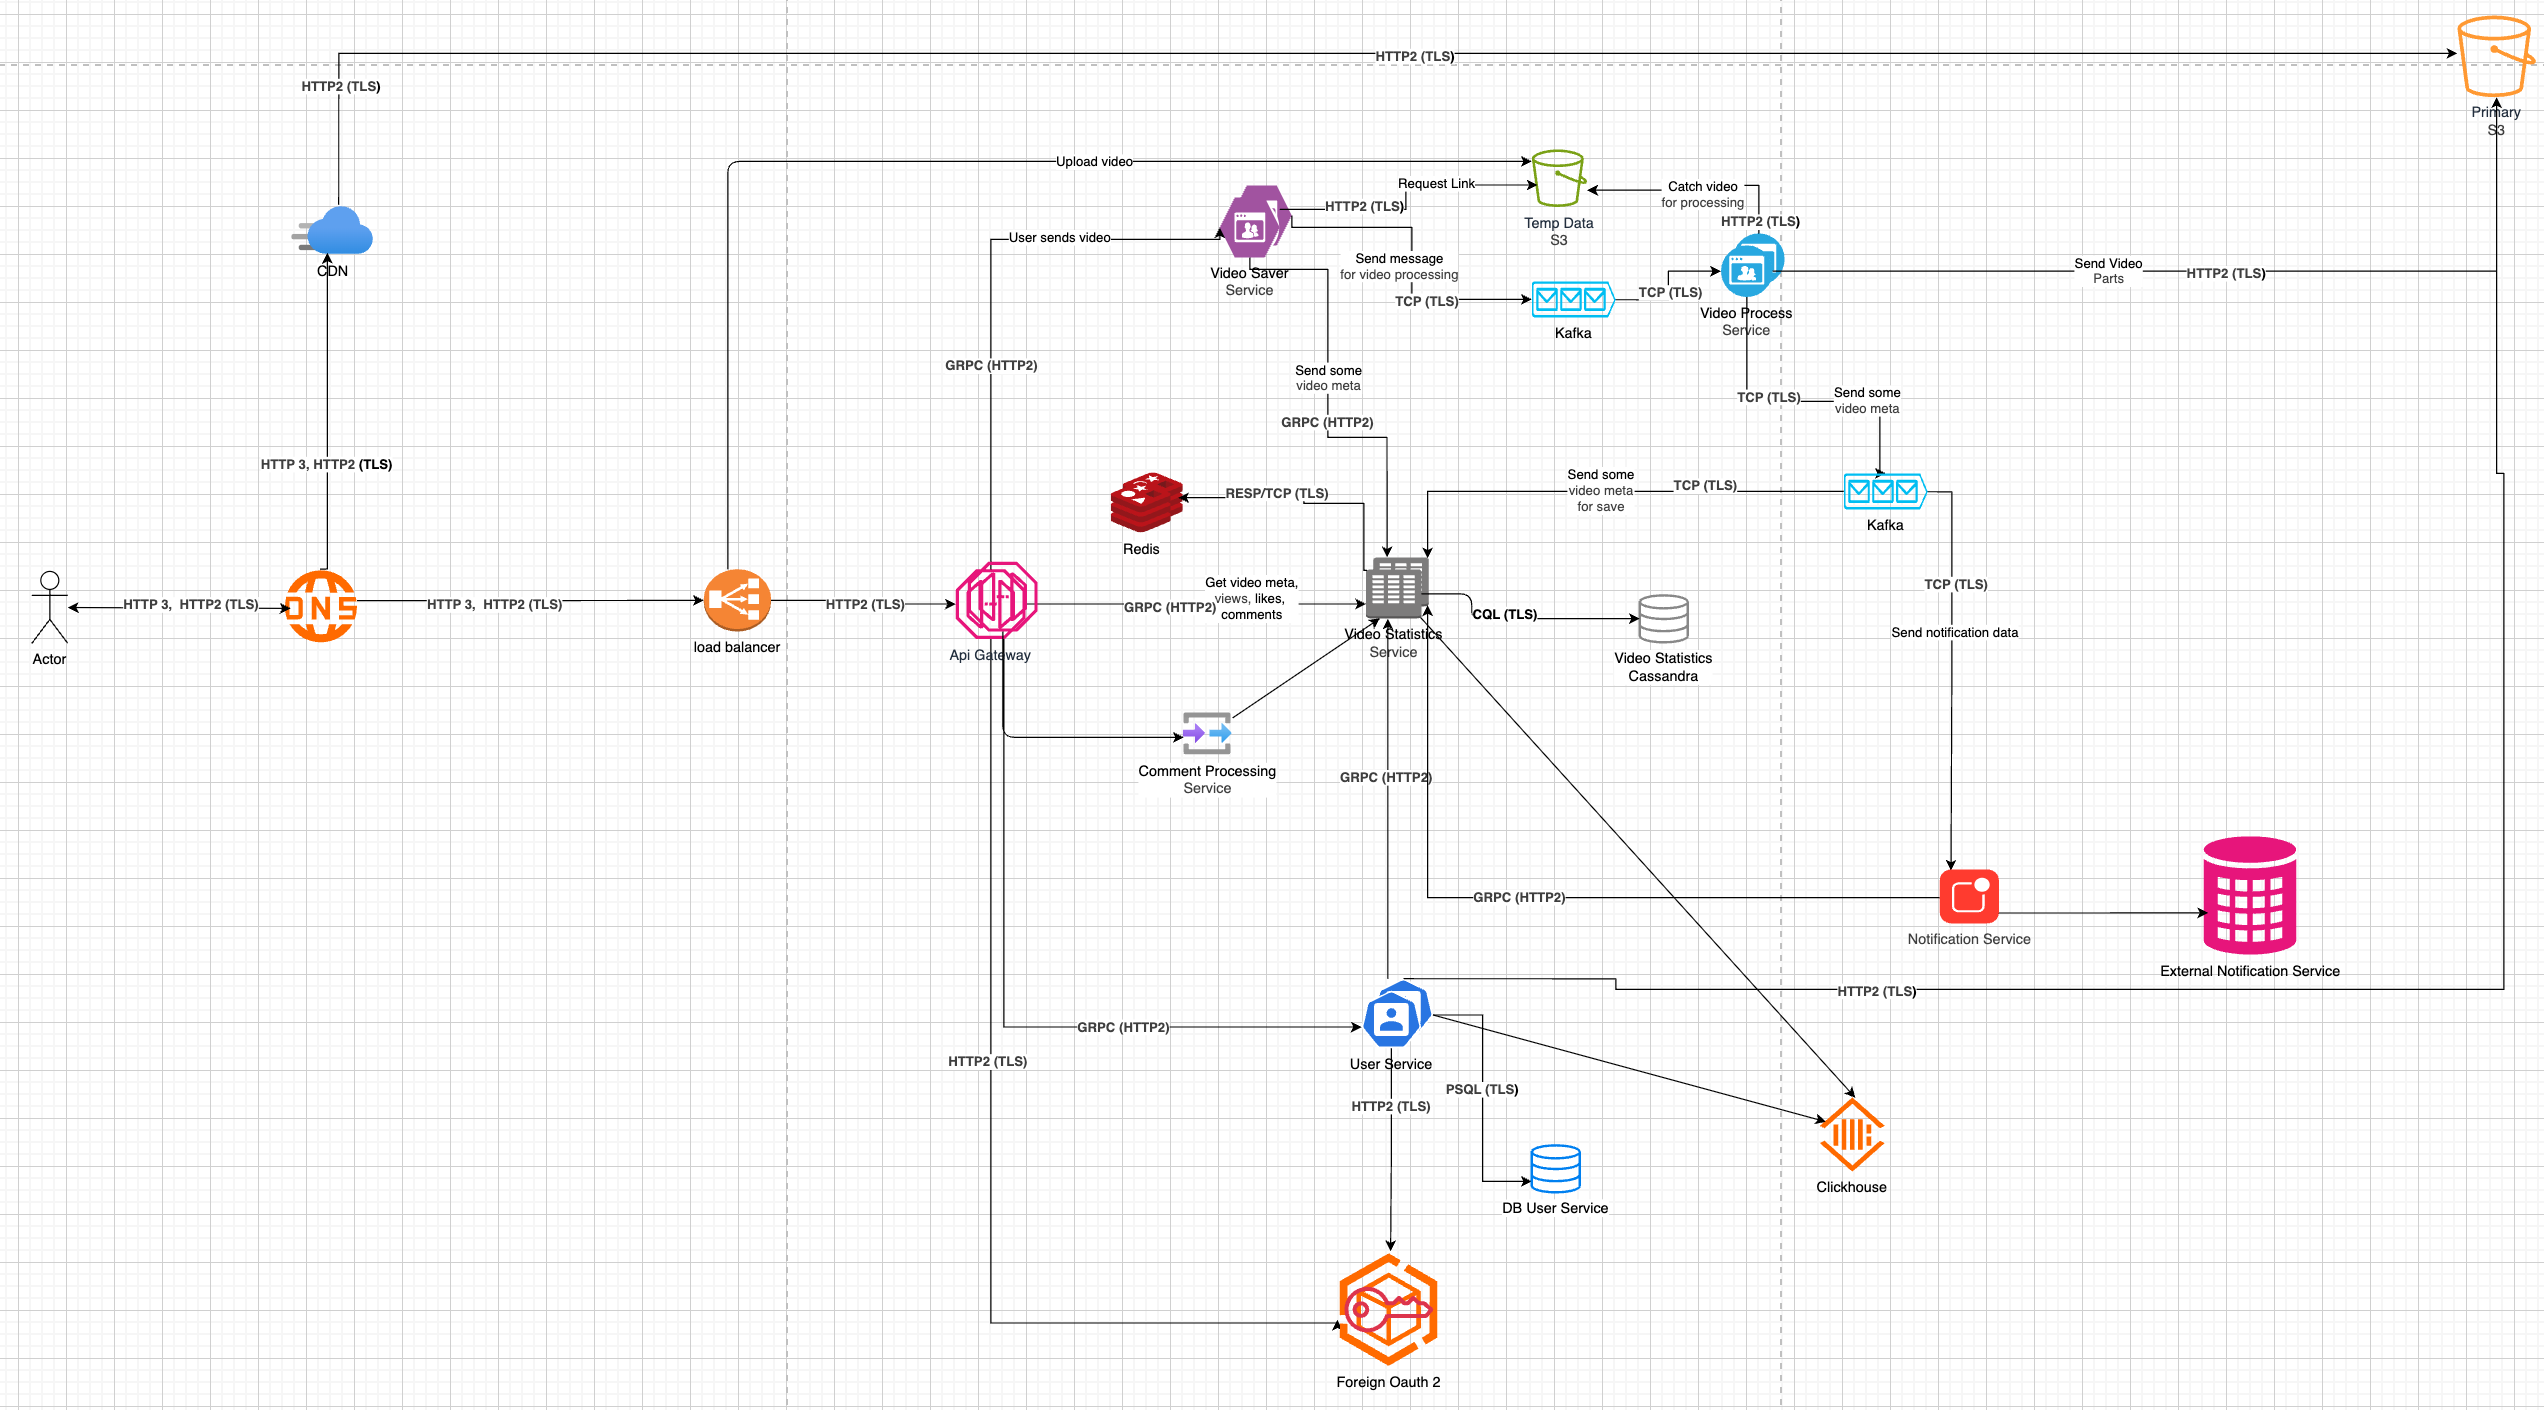 HTTP2 (TLS)
HTTP2 (TLS)
Primary
S3
Upload video
Request Link
HTTP2 (TLS)
Catch video
for processing
HTTP2 (TLS)
Temp Data
S3
User sends video
Video Saver
Service
Send message
for video processing
TCP (TLS)
Kafka
TCP (TLS)
Video Process
Service
Send Video
Parts
HTTP2 (TLS)
CDN
GRPC (HTTP2)
Send some
video meta
GRPC (HTTP2)
TCP (TLS)
Send some
video meta
HTTP 3, HTTP2 (TLS)
RESP/TCP (TLS)
Redis
Send some
video meta
for save
TCP (TLS)
Kafka
Actor
HTTP 3, HTTP2 (TLS)
DNS
HTTP 3, HTTP2 (TLS)
load balancer
HTTP2 (TLS)
Api Gateway
GRPC (HTTP2)
Get video meta,
views, likes,
comments
Video Statistics
Service
CQL (TLS)
Video Statistics
Cassandra
TCP (TLS)
Send notification data
Comment Processing
Service
GRPC (HTTP2)
GRPC (HTTP2)
Notification Service
External Notification Service
HTTP2 (TLS)
GRPC (HTTP2)
User Service
HTTP2 (TLS)
PSQL (TLS)
HTTP2 (TLS)
DB User Service
Clickhouse
Foreign Oauth 2